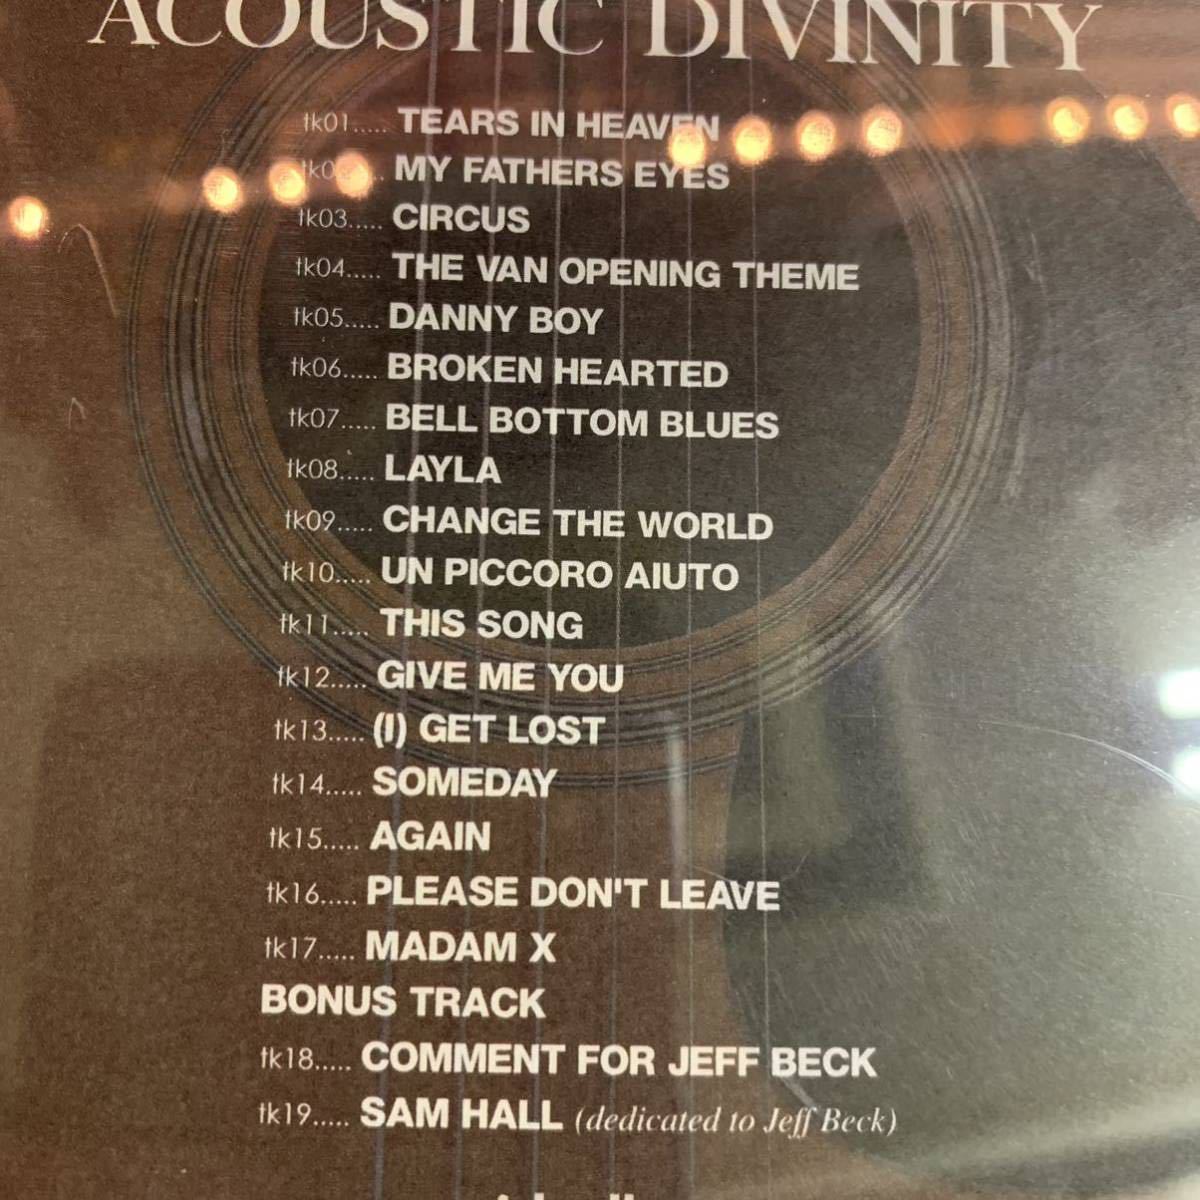 ACOUSTIC DIVINITY
tk01..... TEARS IN HEAVEN
MY FATHERS EYES
tk03..... CIRCUS
tk04..... THE VAN OPENING THEME
tk05..... DANNY BOY
tk06..... BROKEN HEARTED
tk07..... BELL BOTTOM BLUES
tk08..... LAYLA
tk09..... CHANGE THE WORLD
tk10..... UN PICCORO AIUTO
tk11..... THIS SONG
tk12..... GIVE ME YOU
tk13..... (I) GET LOST
tk14..... SOMEDAY
tk15..... AGAIN
tk16..... PLEASE DON'T LEAVE
tk17..... MADAM X
BONUS TRACK
tk18..... COMMENT FOR JEFF BECK
tk19..... SAM HALL (dedicated to Jeff Beck)